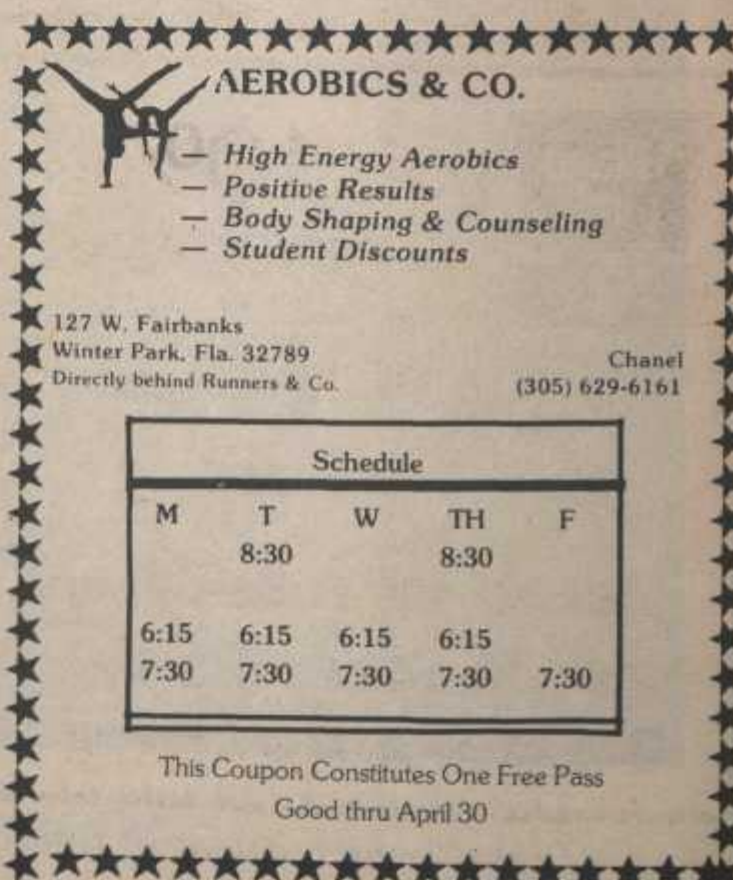 AEROBICS & CO.
— High Energy Aerobics
— Positive Results
— Body Shaping & Counseling
— Student Discounts
127 W. Fairbanks
Winter Park, Fla. 32789
Directly behind Runners & Co.
Chanel
(305) 629-6161
Schedule
M T W TH F
8:30 8:30
6:15 6:15 6:15 6:15
7:30 7:30 7:30 7:30 7:30
This Coupon Constitutes One Free Pass
Good thru April 30